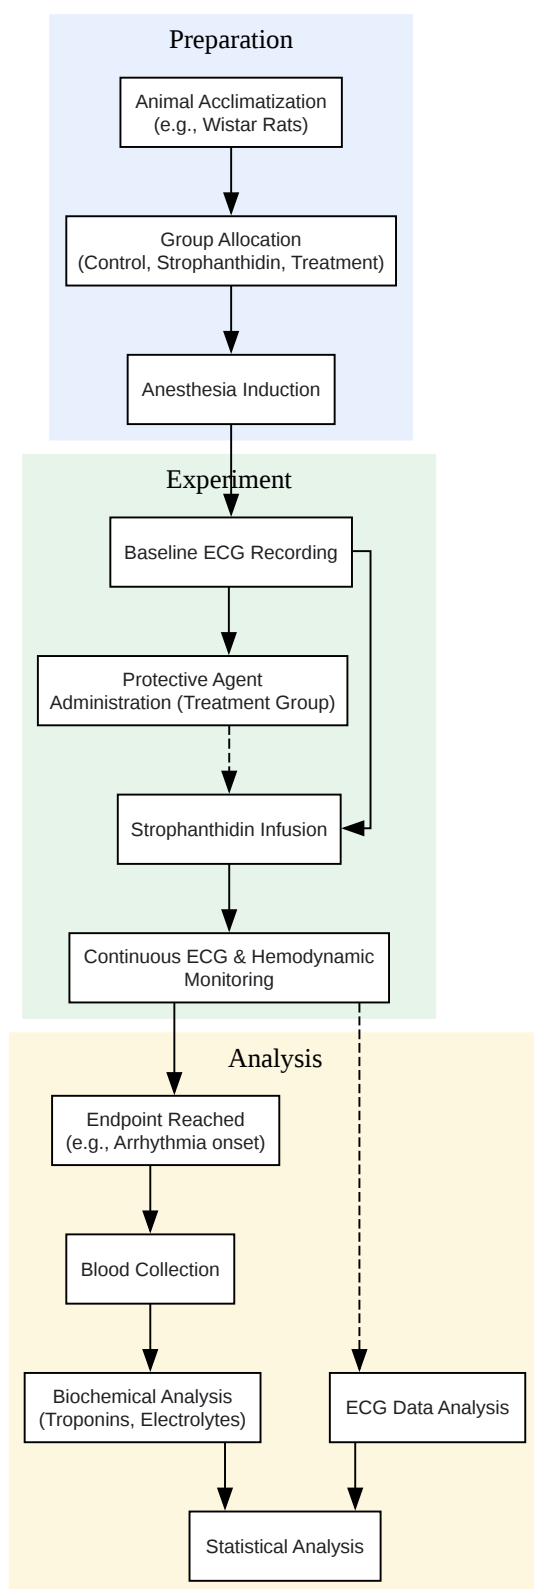 Preparation
Animal Acclimatization
(e.g., Wistar Rats)
Group Allocation
(Control, Strophanthidin, Treatment)
Anesthesia Induction
Experiment
Baseline ECG Recording
Protective Agent
Administration (Treatment Group)
Strophanthidin Infusion
Continuous ECG & Hemodynamic
Monitoring
Analysis
Endpoint Reached
(e.g., Arrhythmia onset)
Blood Collection
Biochemical Analysis
(Troponins, Electrolytes)
ECG Data Analysis
Statistical Analysis